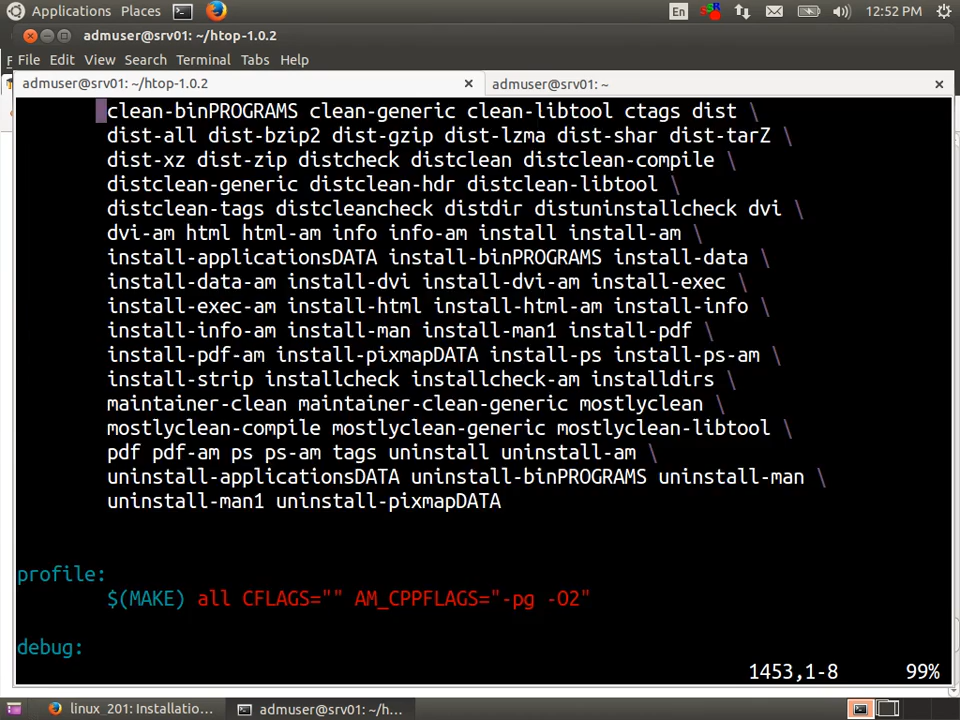 Applications Places En 12:52 PM
admuser@srv01: ~/htop-1.0.2
File Edit View Search Terminal Tabs Help
admuser@srv01: ~/htop-1.0.2 × admuser@srv01: ~ ×
clean-binPROGRAMS clean-generic clean-libtool ctags dist \
dist-all dist-bzip2 dist-gzip dist-lzma dist-shar dist-tarZ \
dist-xz dist-zip distcheck distclean distclean-compile \
distclean-generic distclean-hdr distclean-libtool \
distclean-tags distcleancheck distdir distuninstallcheck dvi \
dvi-am html html-am info info-am install install-am \
install-applicationsDATA install-binPROGRAMS install-data \
install-data-am install-dvi install-dvi-am install-exec \
install-exec-am install-html install-html-am install-info \
install-info-am install-man install-man1 install-pdf \
install-pdf-am install-pixmapDATA install-ps install-ps-am \
install-strip installcheck installcheck-am installdirs \
maintainer-clean maintainer-clean-generic mostlyclean \
mostlyclean-compile mostlyclean-generic mostlyclean-libtool \
pdf pdf-am ps ps-am tags uninstall uninstall-am \
uninstall-applicationsDATA uninstall-binPROGRAMS uninstall-man \
uninstall-man1 uninstall-pixmapDATA
profile:
$(MAKE) all CFLAGS="" AM_CPPFLAGS="-pg -O2"
debug:
1453,1-8 99%
linux_201: Installatio... admuser@srv01: ~/h...